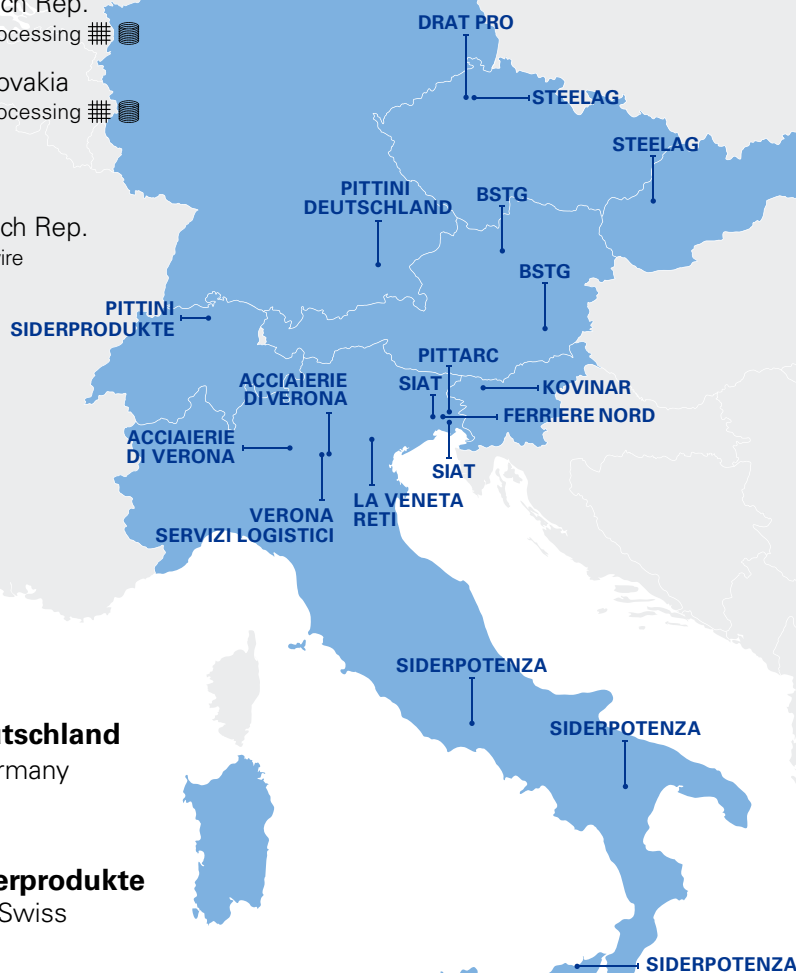 ch Rep.
ocessing
ovakia
ocessing
ch Rep.
ire
DRAT PRO
STEELAG
STEELAG
PITTINI
DEUTSCHLAND
BSTG
BSTG
PITTINI
SIDERPRODUKTE
PITTARC
SIAT
KOVINAR
FERRIERE NORD
SIAT
ACCIAIERIE
DI VERONA
ACCIAIERIE
DI VERONA
VERONA
SERVIZI LOGISTICI
LA VENETA
RETI
SIDERPOTENZA
SIDERPOTENZA
SIDERPOTENZA
utschland
rmany
erprodukte
Swiss